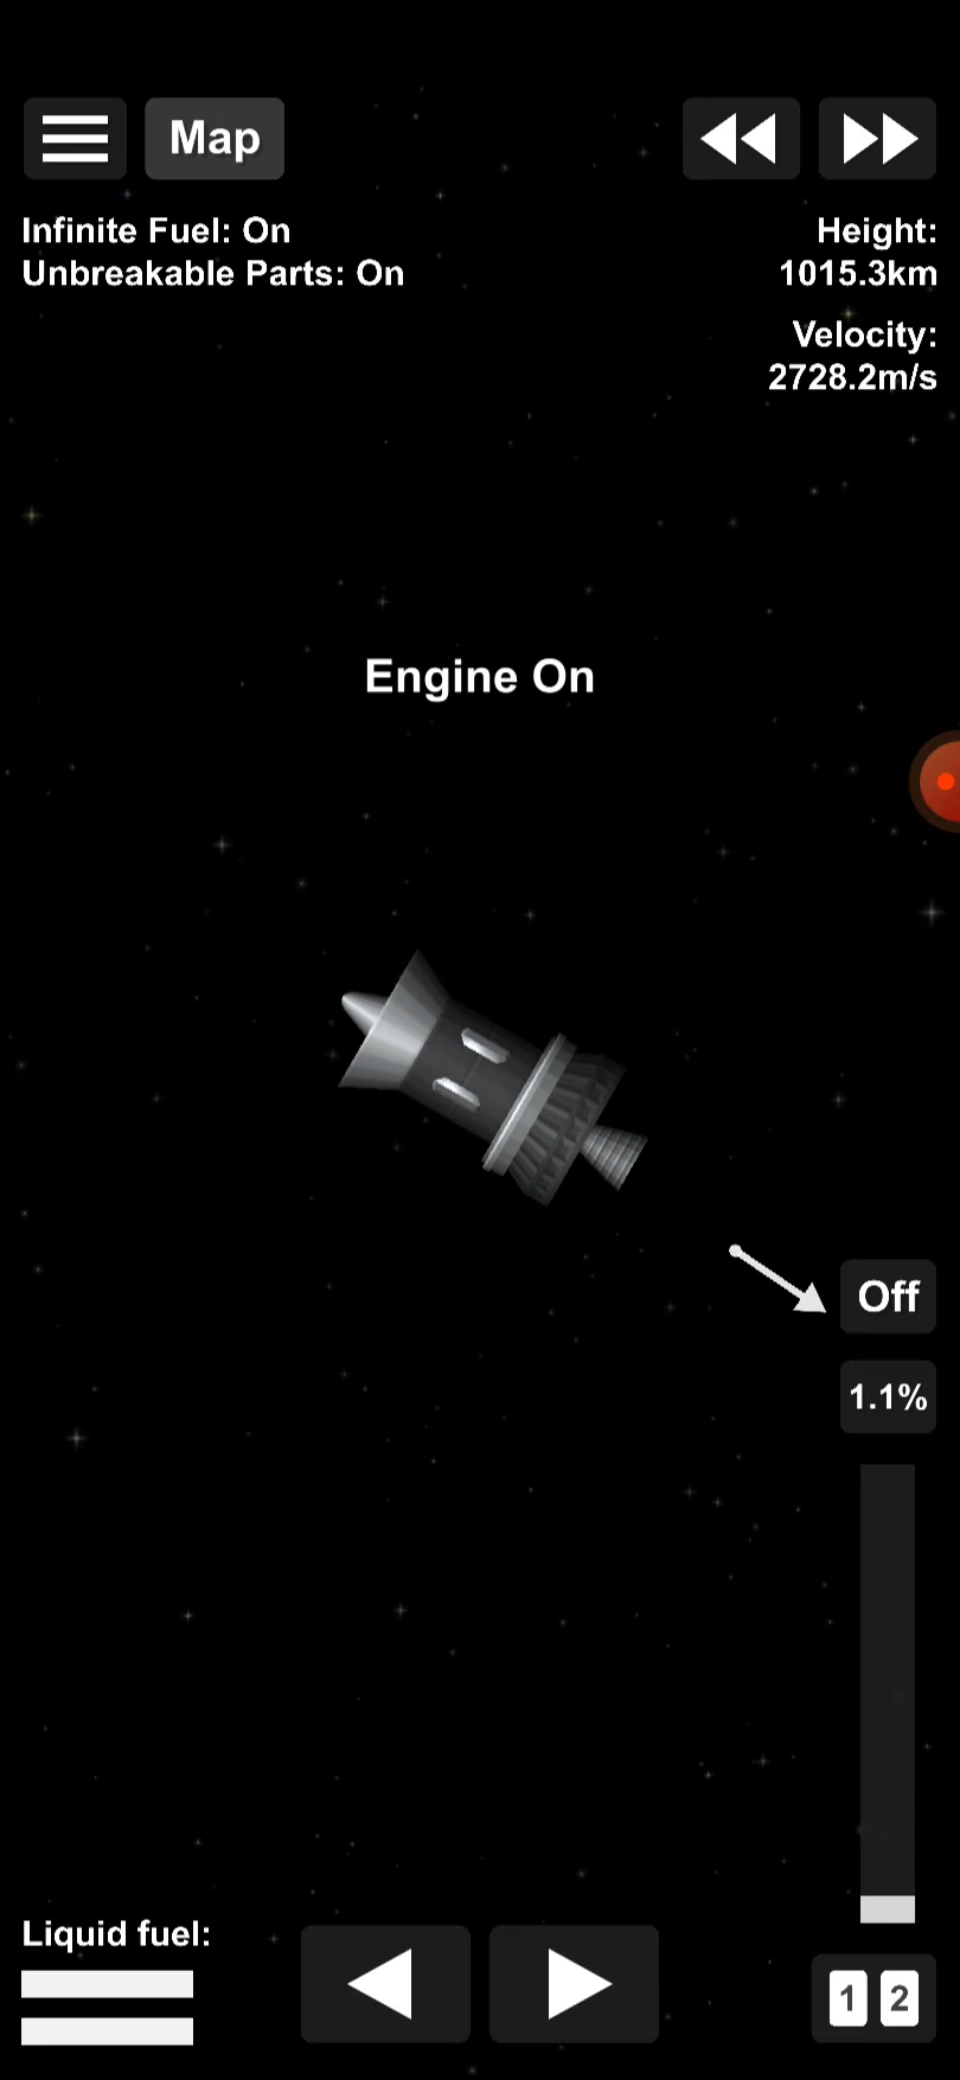 Map
Infinite Fuel: On
Unbreakable Parts: On
Height:
1015.3km
Velocity:
2728.2m/s
Engine On
Off
1.1%
Liquid fuel:
1 2